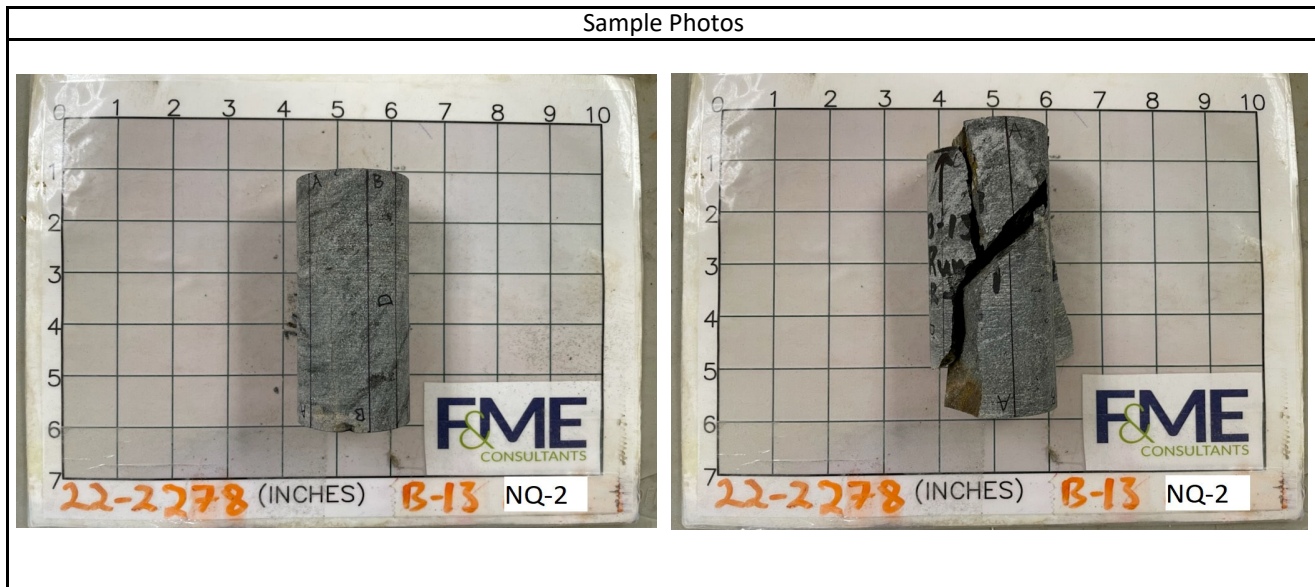 Sample Photos
0 1 2 3 4 5 6 7 8 9 10
1
2
3
4
5
6
7
A B
D
A B
F&ME
CONSULTANTS
22-2278 (INCHES) B-13 NQ-2
0 1 2 3 4 5 6 7 8 9 10
1
2
3
4
5
6
7
A
B-13
Run
1
A
F&ME
CONSULTANTS
22-2278 (INCHES) B-13 NQ-2